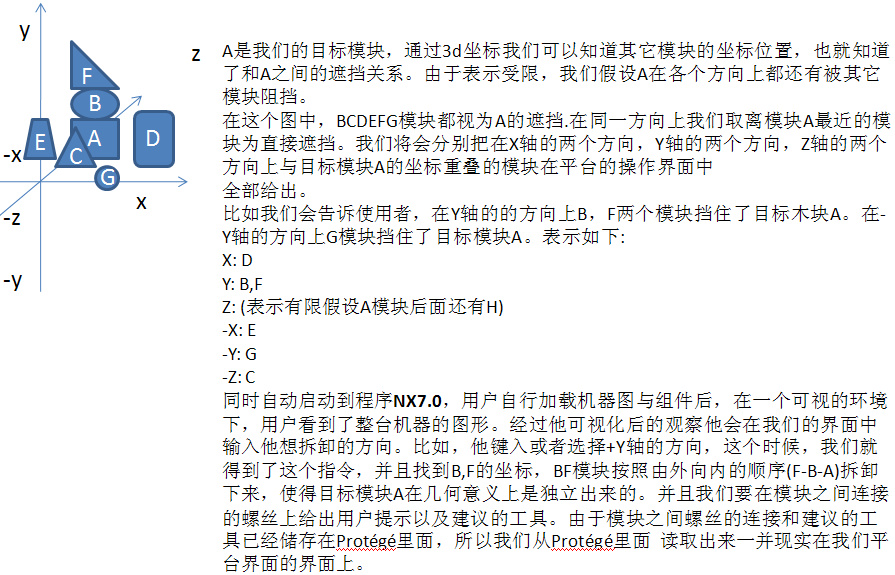 y
z
F
B
E
A
C
D
G
-x
x
-z
-y
A是我们的目标模块，通过3d坐标我们可以知道其它模块的坐标位置，也就知道
了和A之间的遮挡关系。由于表示受限，我们假设A在各个方向上都还有被其它
模块阻挡。
在这个图中，BCDEFG模块都视为A的遮挡.在同一方向上我们取离模块A最近的模
块为直接遮挡。我们将会分别把在X轴的两个方向，Y轴的两个方向，Z轴的两个
方向上与目标模块A的坐标重叠的模块在平台的操作界面中
全部给出。
比如我们会告诉使用者，在Y轴的的方向上B，F两个模块挡住了目标木块A。在-
Y轴的方向上G模块挡住了目标模块A。表示如下:
X: D
Y: B,F
Z: (表示有限假设A模块后面还有H)
-X: E
-Y: G
-Z: C
同时自动启动到程序NX7.0，用户自行加载机器图与组件后，在一个可视的环境
下，用户看到了整台机器的图形。经过他可视化后的观察他会在我们的界面中
输入他想拆卸的方向。比如，他键入或者选择+Y轴的方向，这个时候，我们就
得到了这个指令，并且找到B,F的坐标，BF模块按照由外向内的顺序(F-B-A)拆卸
下来，使得目标模块A在几何意义上是独立出来的。并且我们要在模块之间连接
的螺丝上给出用户提示以及建议的工具。由于模块之间螺丝的连接和建议的工
具已经储存在Protégé里面，所以我们从Protégé里面 读取出来一并现实在我们平
台界面的界面上。